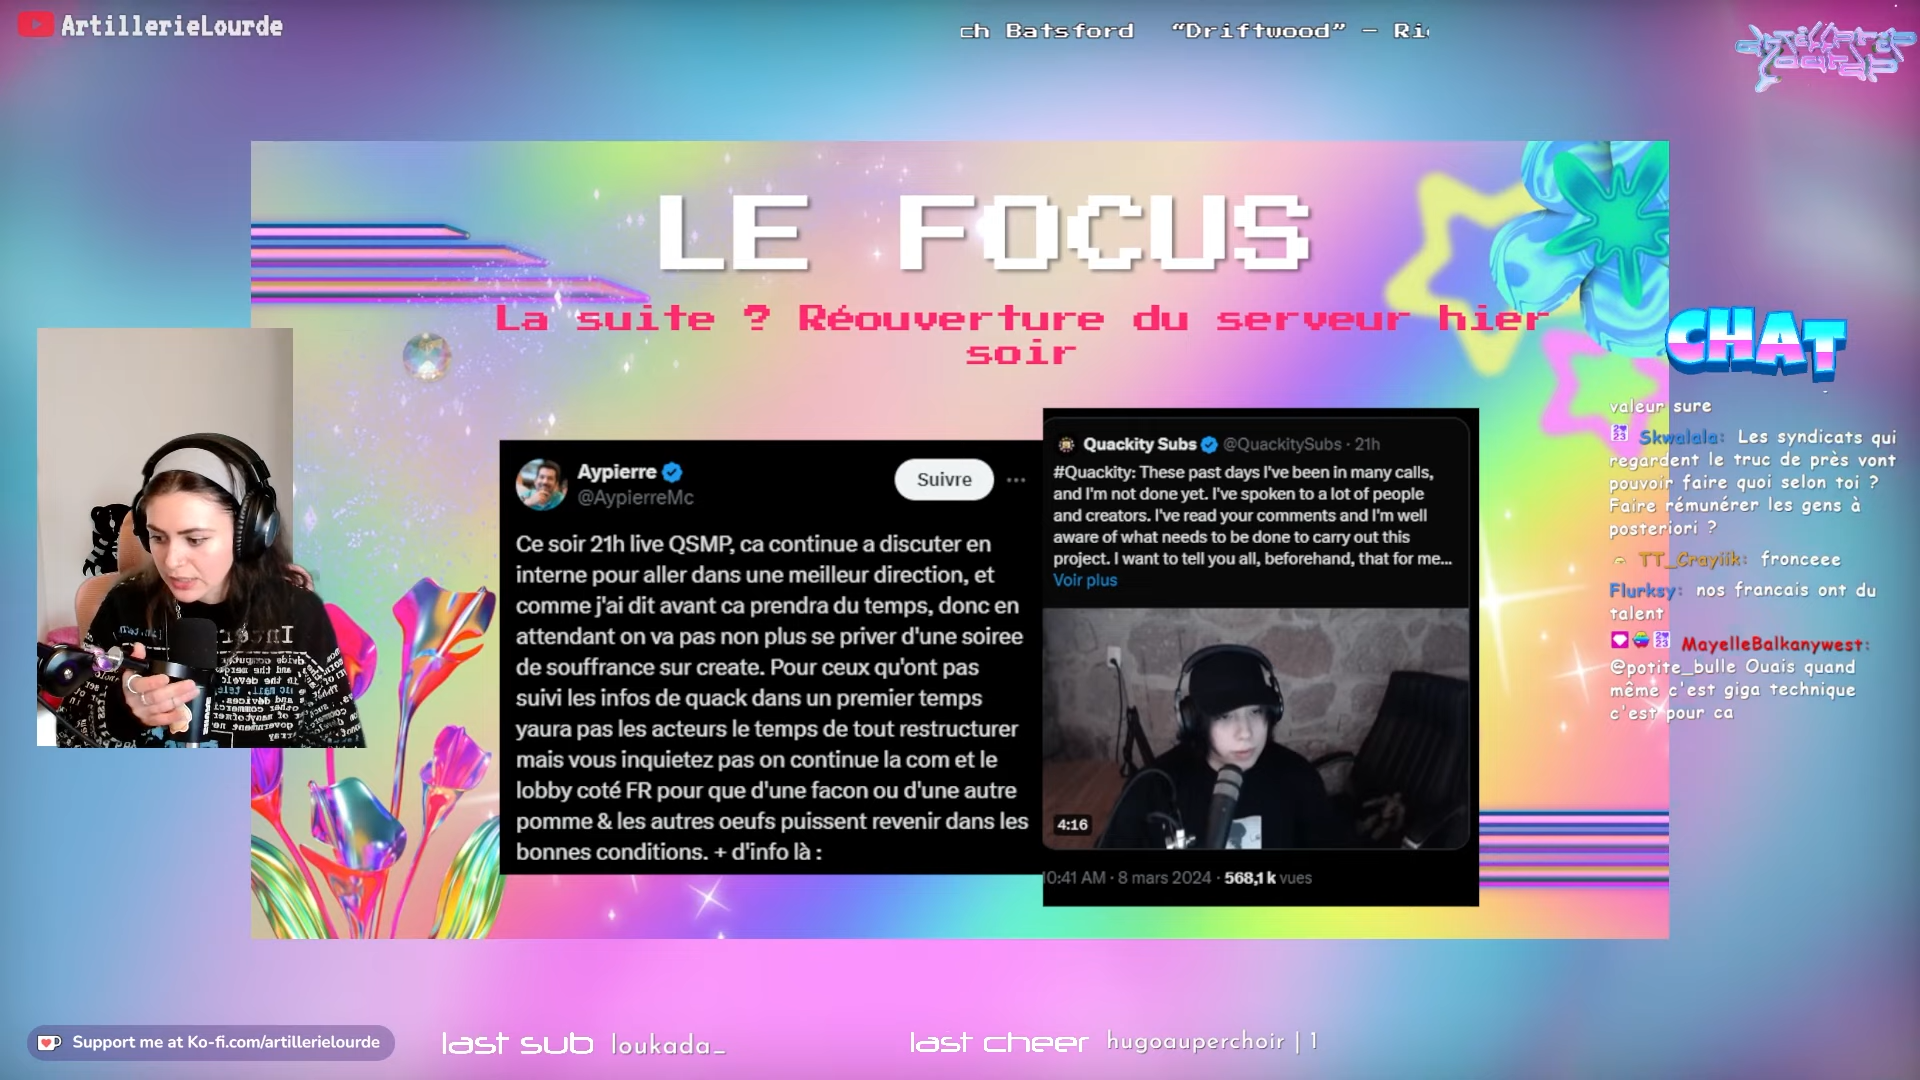 ArtillerieLourde
ch Batsford “Driftwood” – Ri
LE FOCUS
La suite ? Réouverture du serveur hier
soir
Aypierre
@AypierreMc
Suivre
Ce soir 21h live QSMP, ca continue a discuter en
interne pour aller dans une meilleur direction, et
comme j'ai dit avant ca prendra du temps, donc en
attendant on va pas non plus se priver d'une soiree
de souffrance sur create. Pour ceux qu'ont pas
suivi les infos de quack dans un premier temps
yaura pas les acteurs le temps de tout restructurer
mais vous inquietez pas on continue la com et le
lobby coté FR pour que d'une facon ou d'une autre
pomme & les autres oeufs puissent revenir dans les
bonnes conditions. + d'info là :
Quackity Subs @QuackitySubs · 21h
#Quackity: These past days I've been in many calls,
and I'm not done yet. I've spoken to a lot of people
and creators. I've read your comments and I'm well
aware of what needs to be done to carry out this
project. I want to tell you all, beforehand, that for me...
Voir plus
4:16
0:41 AM · 8 mars 2024 · 568,1 k vues
CHAT
valeur sure
Skwalala: Les syndicats qui
regardent le truc de près vont
pouvoir faire quoi selon toi ?
Faire rémunérer les gens à
posteriori ?
TT_Crayiik: fronceee
Flurksy: nos francais ont du
talent
MayelleBalkanywest:
@potite_bulle Ouais quand
même c'est giga technique
c'est pour ca
Support me at Ko-fi.com/artillerielourde
last sub loukada_
last cheer hugoauperchoir | 1